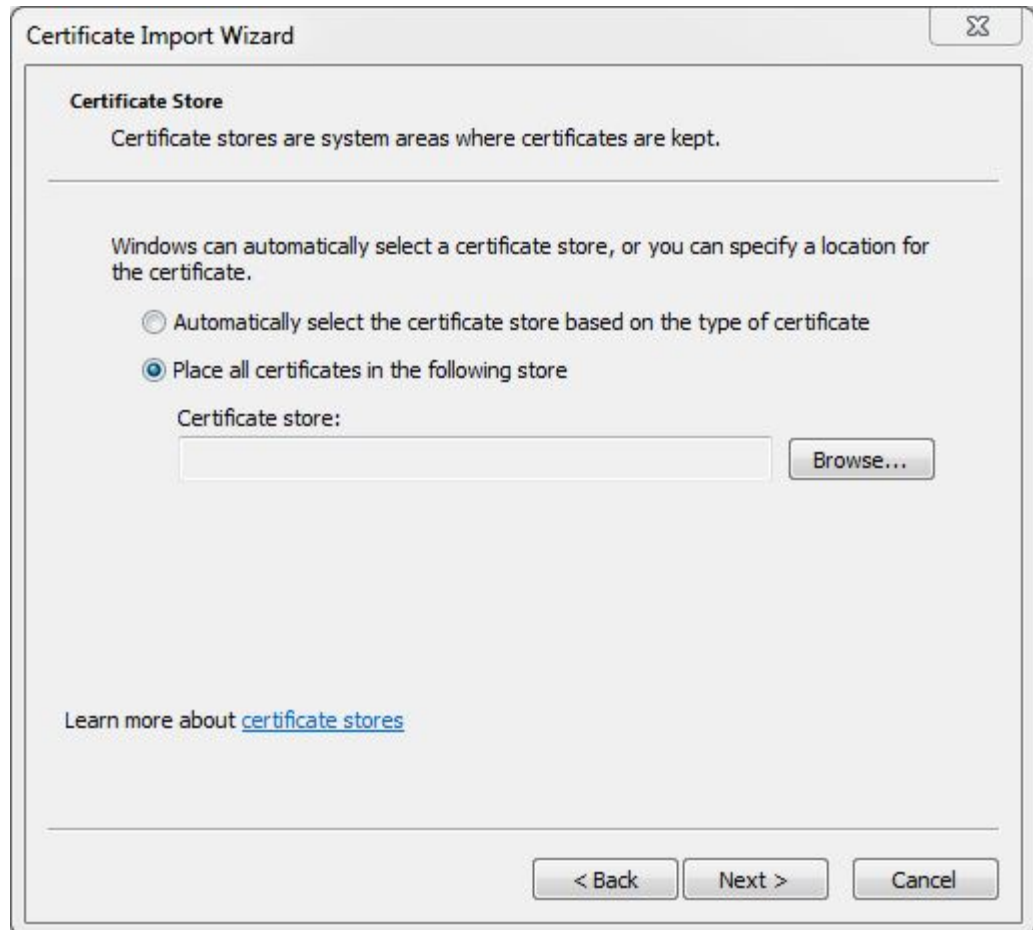 Certificate Import Wizard
Certificate Store
Certificate stores are system areas where certificates are kept.
Windows can automatically select a certificate store, or you can specify a location for
the certificate.
Automatically select the certificate store based on the type of certificate
Place all certificates in the following store
Certificate store:
Browse...
Learn more about certificate stores
< Back Next > Cancel